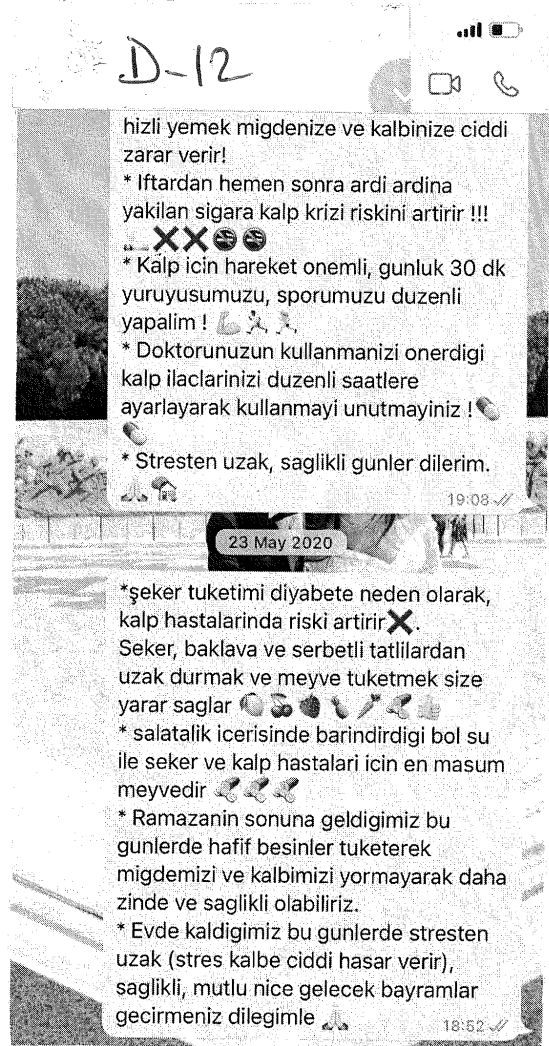 D-12
hizli yemek migdenize ve kalbinize ciddi
zarar verir!
* Iftardan hemen sonra ardi ardina
yakilan sigara kalp krizi riskini artirir !!!
🚬❌❌🚭🚭
* Kalp icin hareket onemli, gunluk 30 dk
yuruyusumuzu, sporumuzu duzenli
yapalim ! 💪🏃🏃
* Doktorunuzun kullanmanizi onerdigi
kalp ilaclarinizi duzenli saatlere
ayarlayarak kullanmayi unutmayiniz !💊
💊
* Stresten uzak, saglikli gunler dilerim.
🙏🏠
19:08
23 May 2020
*şeker tuketimi diyabete neden olarak,
kalp hastalarinda riski artirir❌.
Seker, baklava ve serbetli tatlilardan
uzak durmak ve meyve tuketmek size
yarar saglar 🍋🍒🍓🍍🥕🥒👍
* salatalik icerisinde barindirdigi bol su
ile seker ve kalp hastalari icin en masum
meyvedir 🥒🥒🥒
* Ramazanin sonuna geldigimiz bu
gunlerde hafif besinler tuketerek
migdemizi ve kalbimizi yormayarak daha
zinde ve saglikli olabiliriz.
* Evde kaldigimiz bu gunlerde stresten
uzak (stres kalbe ciddi hasar verir),
saglikli, mutlu nice gelecek bayramlar
gecirmeniz dilegimle 🙏
18:52